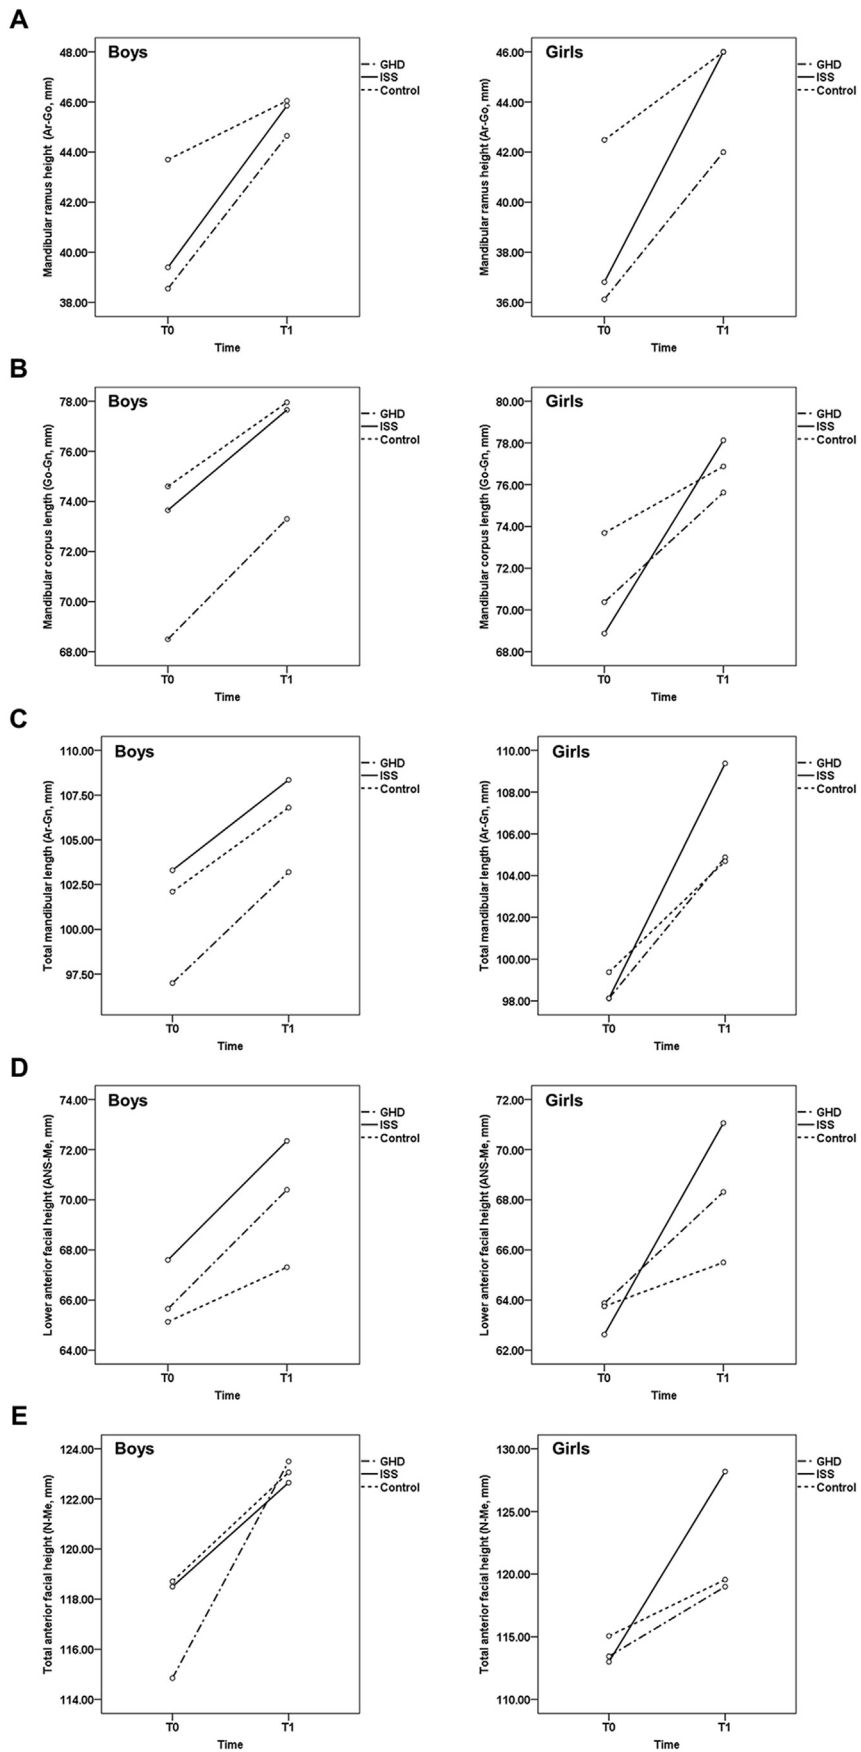 A
Boys
Mandibular ramus height (Ar-Go, mm)
48.00
46.00
44.00
42.00
40.00
38.00
T0
T1
Time
GHD
ISS
Control
Girls
Mandibular ramus height (Ar-Go, mm)
46.00
44.00
42.00
40.00
38.00
36.00
T0
T1
Time
GHD
ISS
Control
B
Boys
Mandibular corpus length (Go-Gn, mm)
78.00
76.00
74.00
72.00
70.00
68.00
T0
T1
Time
GHD
ISS
Control
Girls
Mandibular corpus length (Go-Gn, mm)
80.00
78.00
76.00
74.00
72.00
70.00
68.00
T0
T1
Time
GHD
ISS
Control
C
Boys
Total mandibular length (Ar-Gn, mm)
110.00
107.50
105.00
102.50
100.00
97.50
T0
T1
Time
GHD
ISS
Control
Girls
Total mandibular length (Ar-Gn, mm)
110.00
108.00
106.00
104.00
102.00
100.00
98.00
T0
T1
Time
GHD
ISS
Control
D
Boys
Lower anterior facial height (ANS-Me, mm)
74.00
72.00
70.00
68.00
66.00
64.00
T0
T1
Time
GHD
ISS
Control
Girls
Lower anterior facial height (ANS-Me, mm)
72.00
70.00
68.00
66.00
64.00
62.00
T0
T1
Time
GHD
ISS
Control
E
Boys
Total anterior facial height (N-Me, mm)
124.00
122.00
120.00
118.00
116.00
114.00
T0
T1
Time
GHD
ISS
Control
Girls
Total anterior facial height (N-Me, mm)
130.00
125.00
120.00
115.00
110.00
T0
T1
Time
GHD
ISS
Control